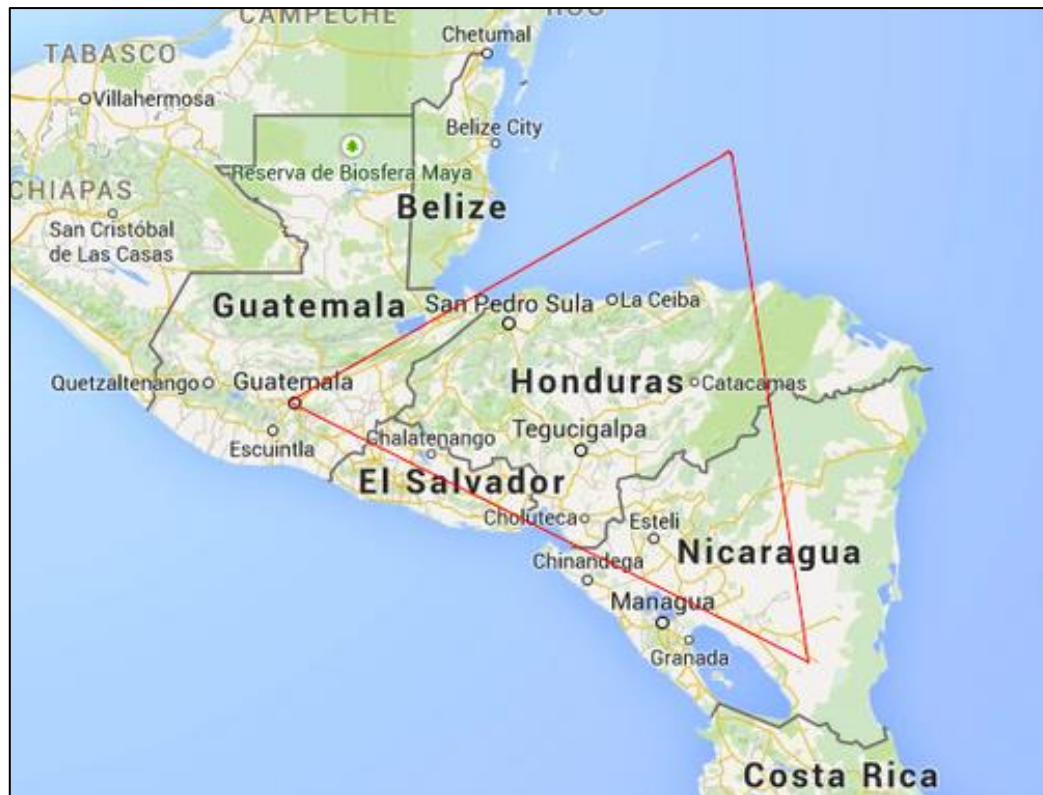 CAMPECHE
Chetumal
TABASCO
Villahermosa
Belize City
Reserva de Biosfera Maya
CHIAPAS
Belize
San Cristóbal
de Las Casas
Guatemala
San Pedro Sula
La Ceiba
Quetzaltenango
Guatemala
Honduras
Catacamas
Escuintla
Chalatenango
Tegucigalpa
El Salvador
Choluteca
Esteli
Nicaragua
Chinandega
Managua
Granada
Costa Rica